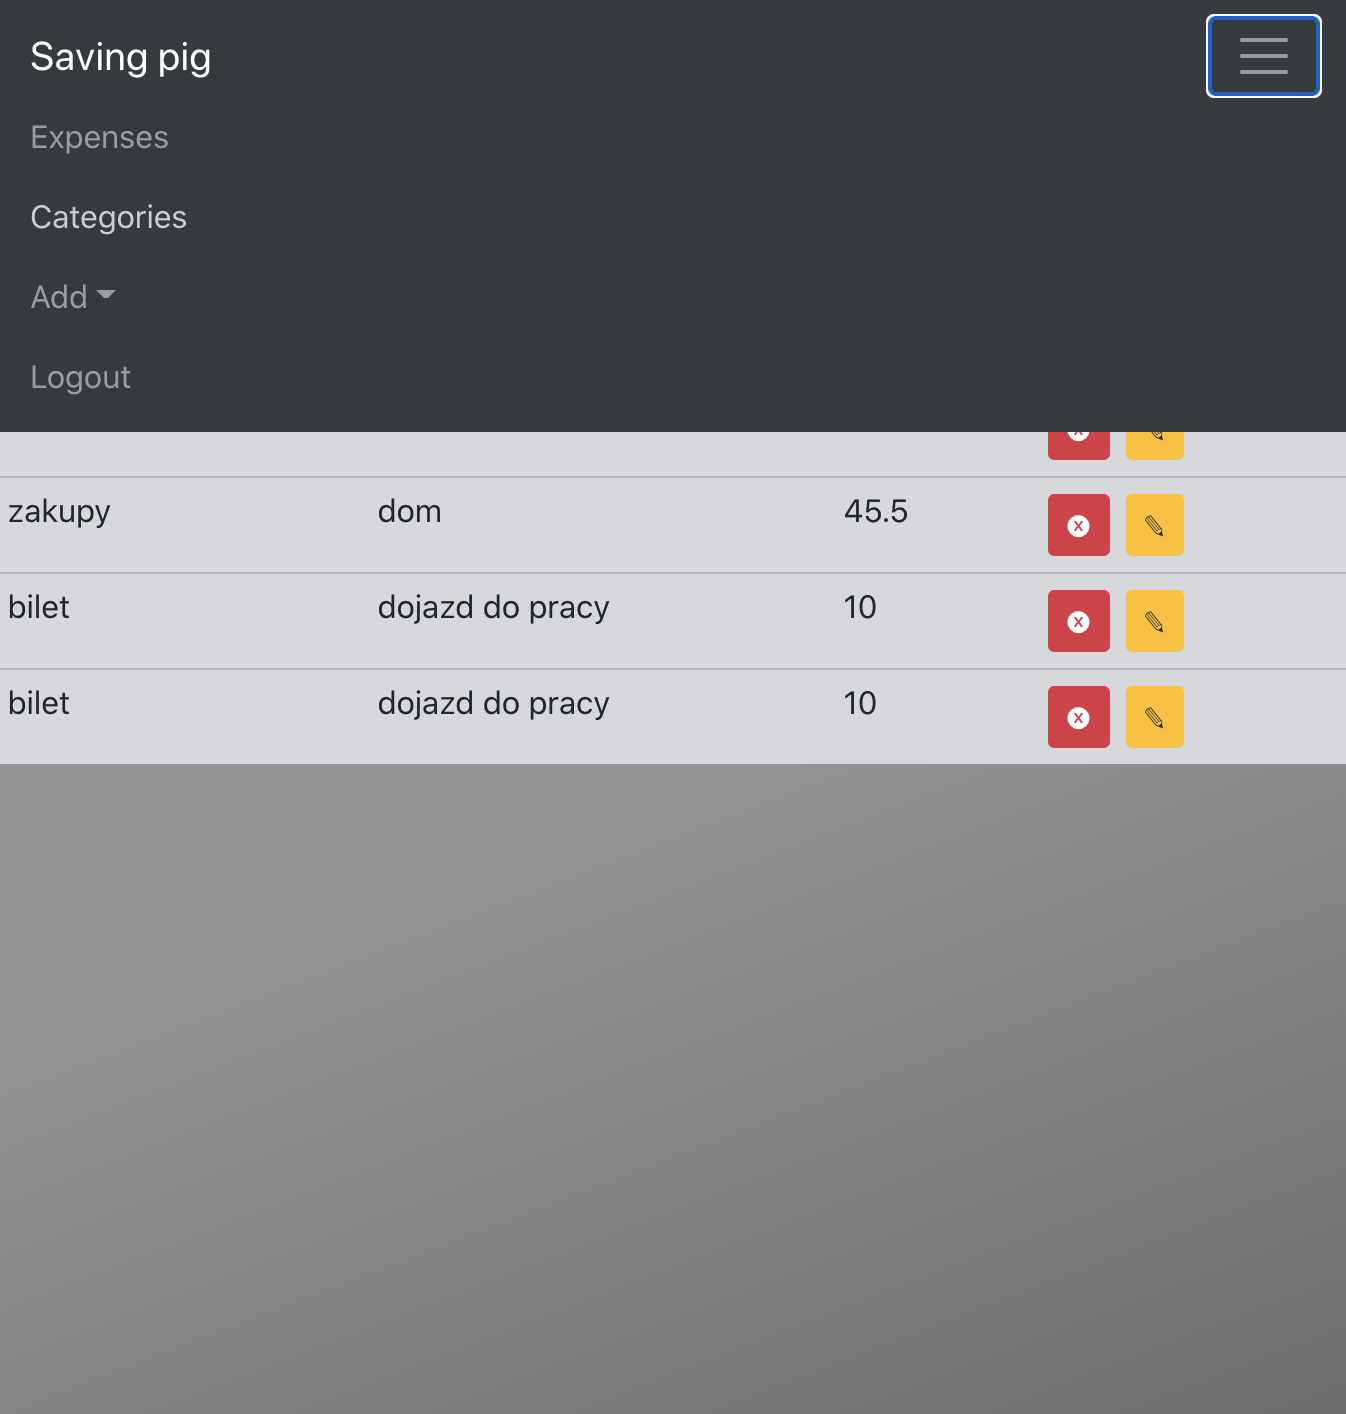 Saving pig
Expenses
Categories
Add
Logout
zakupy dom 45.5
bilet dojazd do pracy 10
bilet dojazd do pracy 10